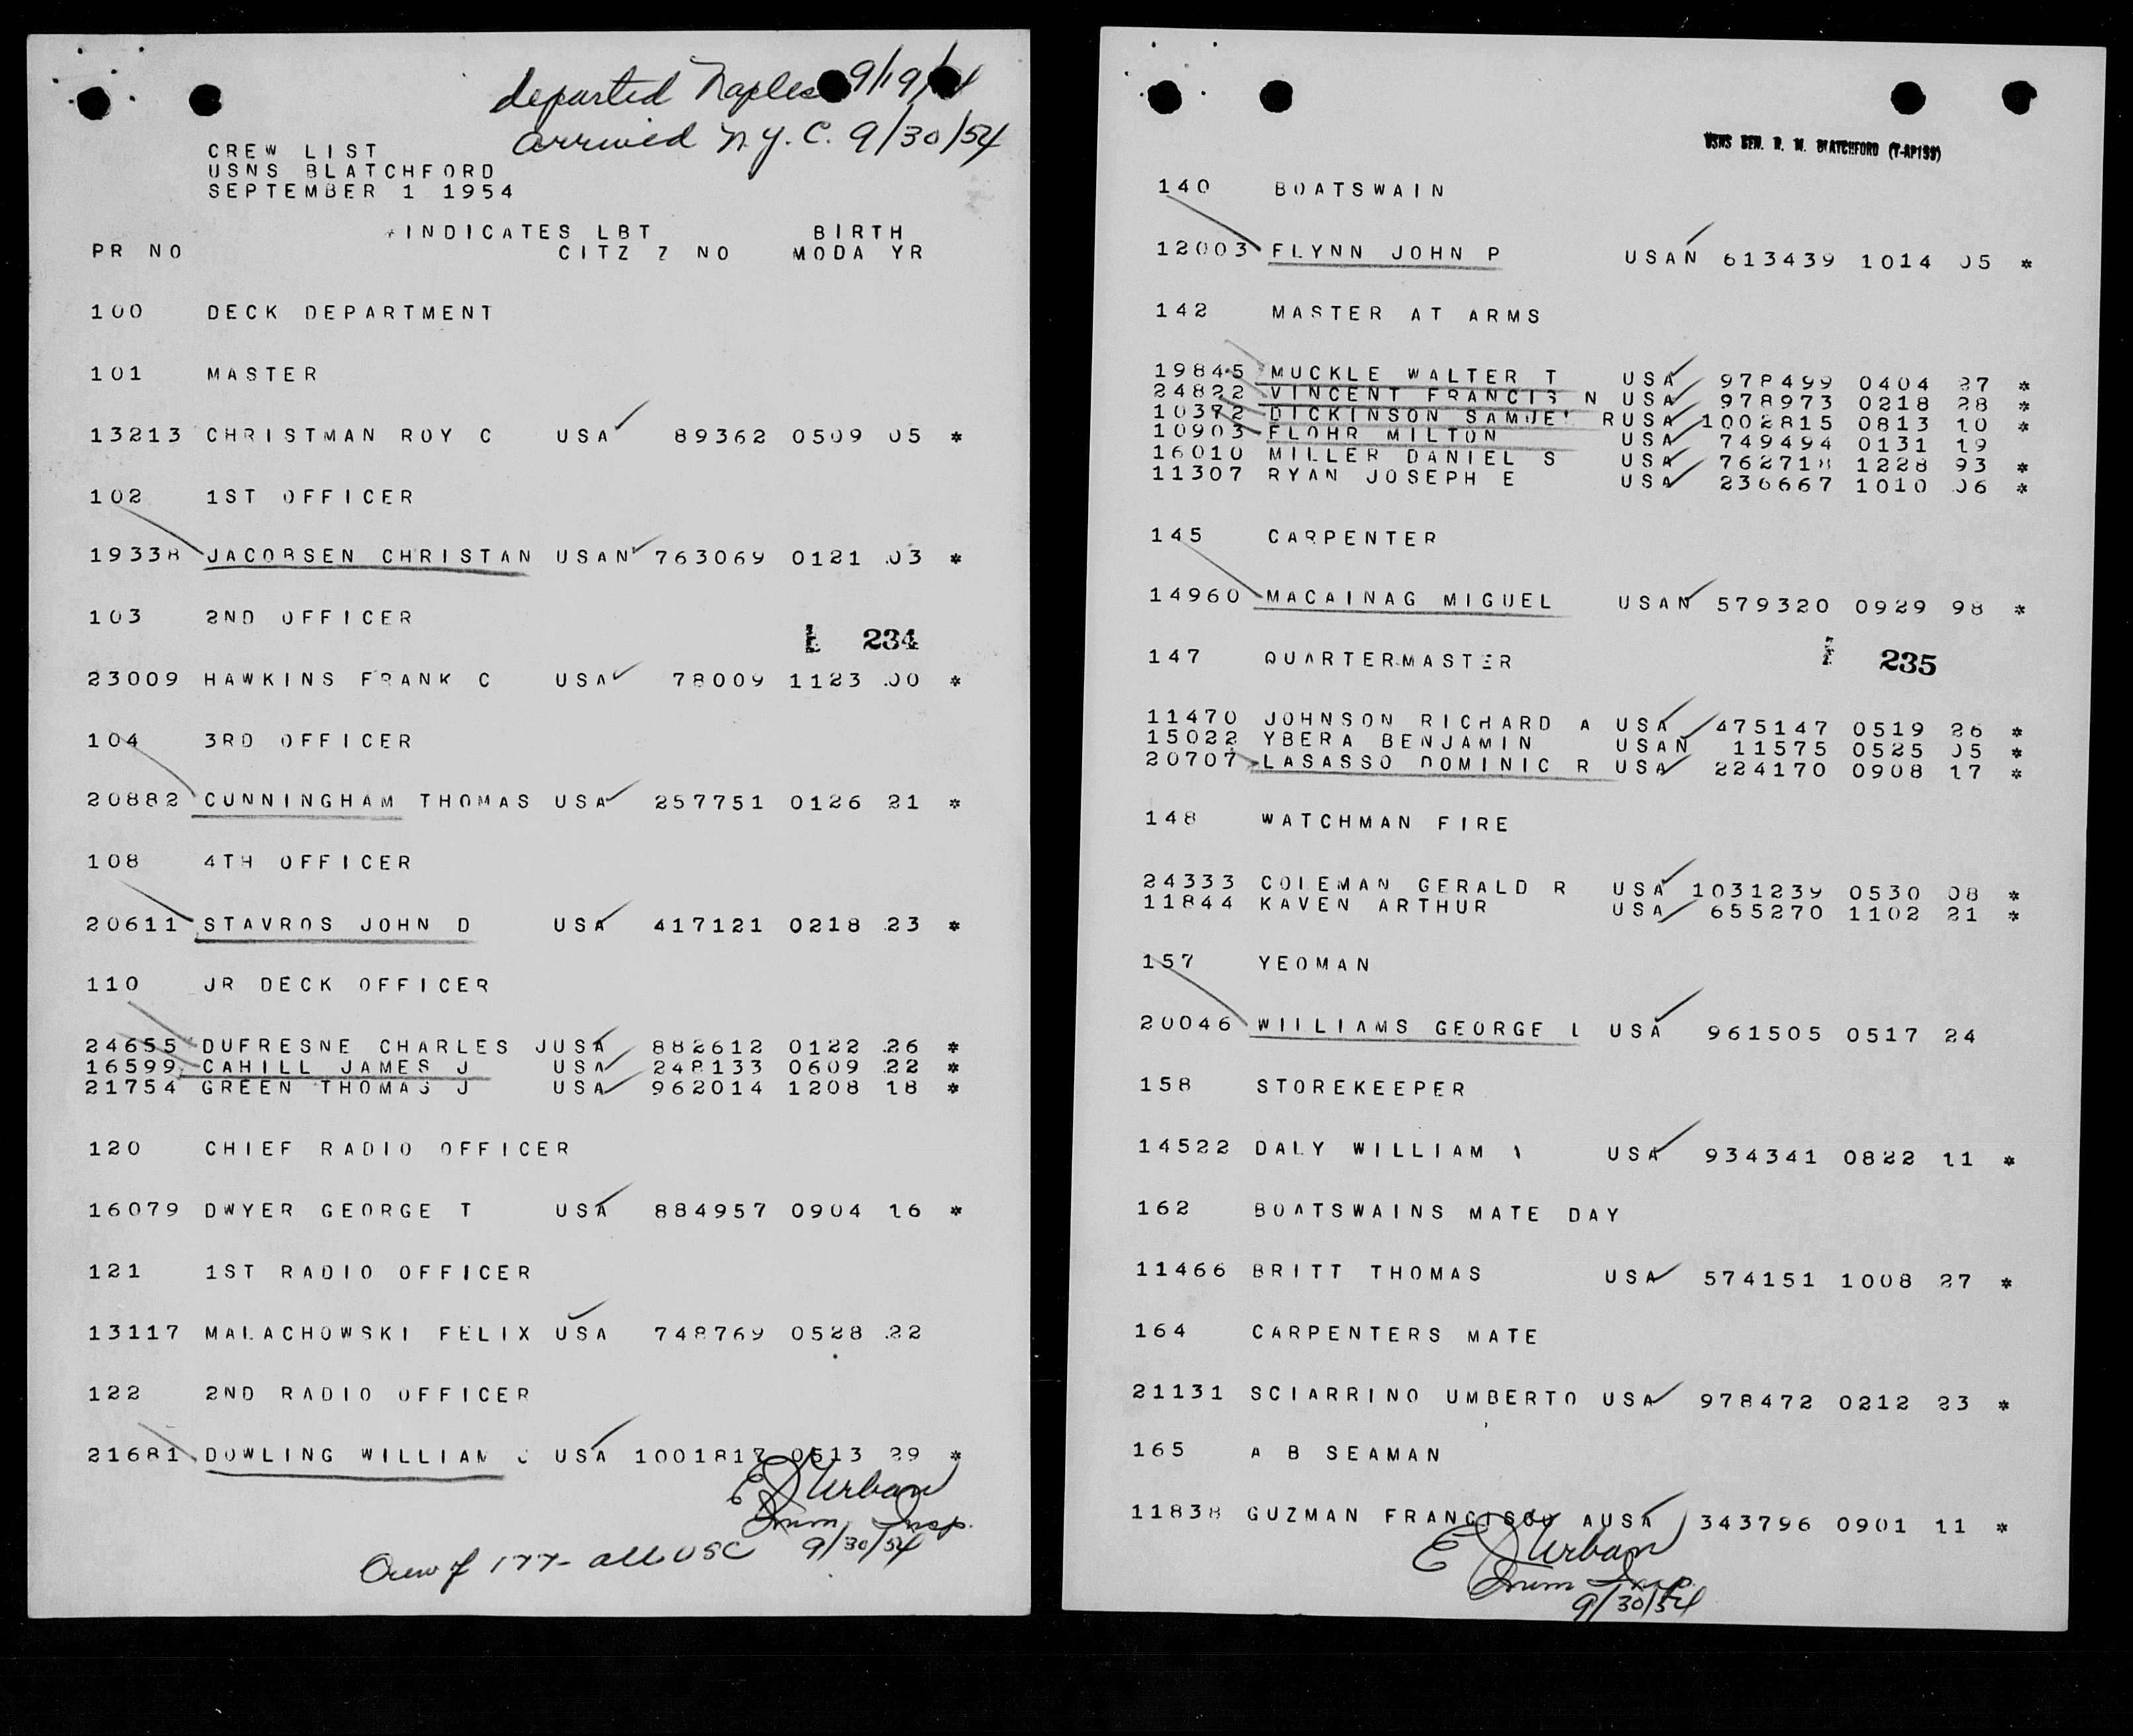 departed Naples 9/19/
arrived N.Y.C. 9/30/54
CREW LIST
USNS BLATCHFORD
SEPTEMBER 1 1954
*INDICATES LBT BIRTH
PR NO CITZ Z NO MODA YR
100 DECK DEPARTMENT
101 MASTER
13213 CHRISTMAN ROY C USA 89362 0509 05 *
102 1ST OFFICER
19338 JACOBSEN CHRISTAN USAN 763069 0121 03 *
103 2ND OFFICER
234
23009 HAWKINS FRANK C USA 78009 1123 00 *
104 3RD OFFICER
20882 CUNNINGHAM THOMAS USA 257751 0126 21 *
108 4TH OFFICER
20611 STAVROS JOHN D USA 417121 0218 23 *
110 JR DECK OFFICER
24655 DUFRESNE CHARLES JUSA 882612 0122 26 *
16599 CAHILL JAMES J USA 248133 0609 22 *
21754 GREEN THOMAS J USA 962014 1208 18 *
120 CHIEF RADIO OFFICER
16079 DWYER GEORGE T USA 884957 0904 16 *
121 1ST RADIO OFFICER
13117 MALACHOWSKI FELIX USA 748769 0528 22
122 2ND RADIO OFFICER
21681 DOWLING WILLIAM J USA 1001817 0513 29 *
E J Urban
Imm. Insp.
9/30/54
Crew of 177- all USC
USNS GEN. R. M. BLATCHFORD (T-AP153)
140 BOATSWAIN
12003 FLYNN JOHN P USAN 613439 1014 05 *
142 MASTER AT ARMS
19845 MUCKLE WALTER T USA 978499 0404 27 *
24822 VINCENT FRANCIS N USA 978973 0218 28 *
10372 DICKINSON SAMUEL RUSA 1002815 0813 10 *
10903 FLOHR MILTON USA 749494 0131 19
16010 MILLER DANIEL S USA 762718 1228 93 *
11307 RYAN JOSEPH E USA 236667 1010 06 *
145 CARPENTER
14960 MACAINAG MIGUEL USAN 579320 0929 98 *
147 QUARTERMASTER
235
11470 JOHNSON RICHARD A USA 475147 0519 26 *
15022 YBERA BENJAMIN USAN 11575 0525 05 *
20707 LASASSO DOMINIC R USA 224170 0908 17 *
148 WATCHMAN FIRE
24333 COLEMAN GERALD R USA 1031239 0530 08 *
11844 KAVEN ARTHUR USA 655270 1102 21 *
157 YEOMAN
20046 WILLIAMS GEORGE L USA 961505 0517 24
158 STOREKEEPER
14522 DALY WILLIAM USA 934341 0822 11 *
162 BOATSWAINS MATE DAY
11466 BRITT THOMAS USA 574151 1008 27 *
164 CARPENTERS MATE
21131 SCIARRINO UMBERTO USA 978472 0212 23 *
165 A B SEAMAN
11838 GUZMAN FRANCISCO AUSA 343796 0901 11 *
E J Urban
Imm Insp.
9/30/54